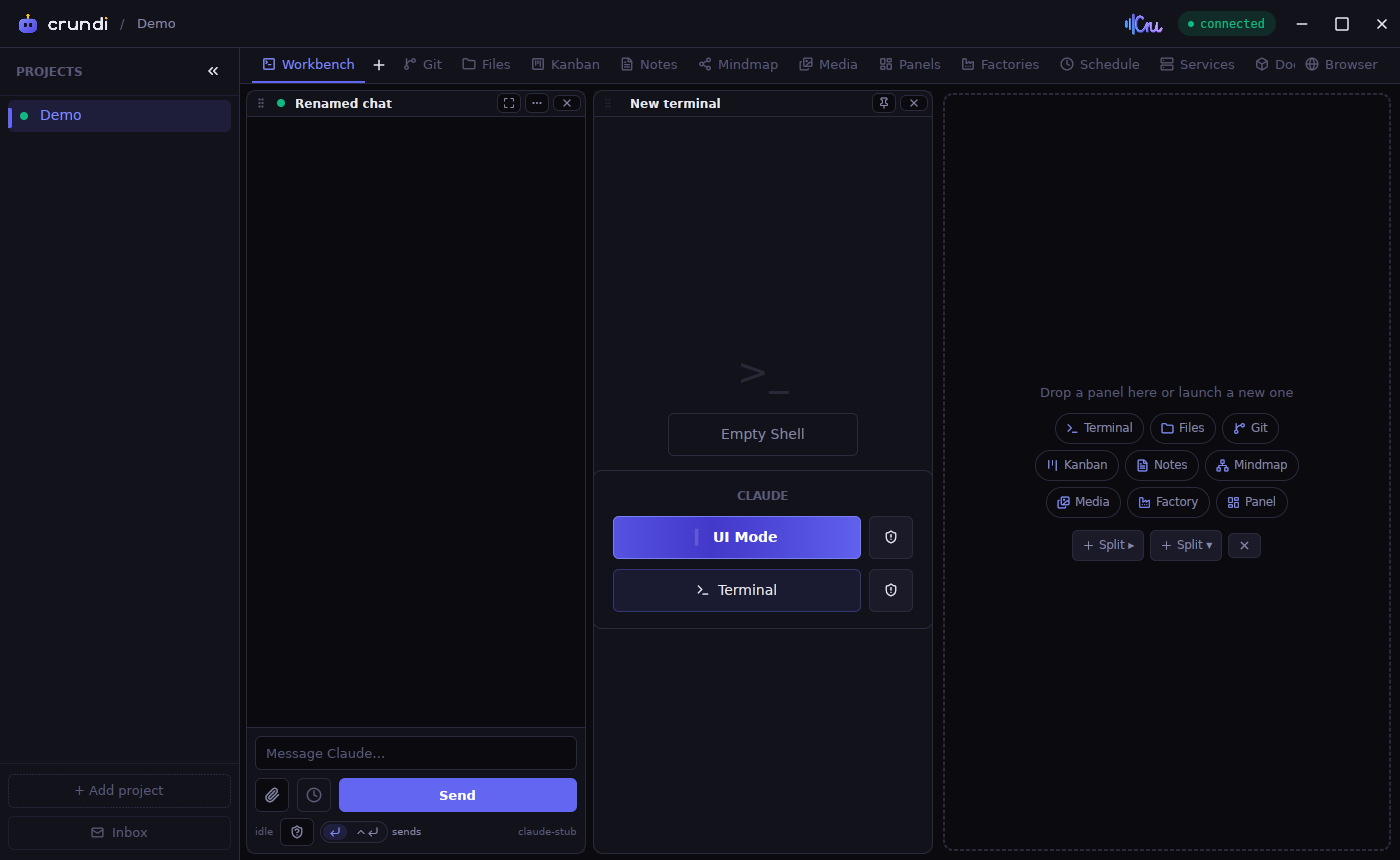 crundi / Demo
Cru
connected
PROJECTS
Workbench
Git
Files
Kanban
Notes
Mindmap
Media
Panels
Factories
Schedule
Services
Browser
Demo
+ Add project
Inbox
Renamed chat
Message Claude...
Send
idle
sends
claude-stub
New terminal
>_
Empty Shell
CLAUDE
UI Mode
Terminal
Drop a panel here or launch a new one
Terminal
Files
Git
Kanban
Notes
Mindmap
Media
Factory
Panel
+ Split ▸
+ Split ▾